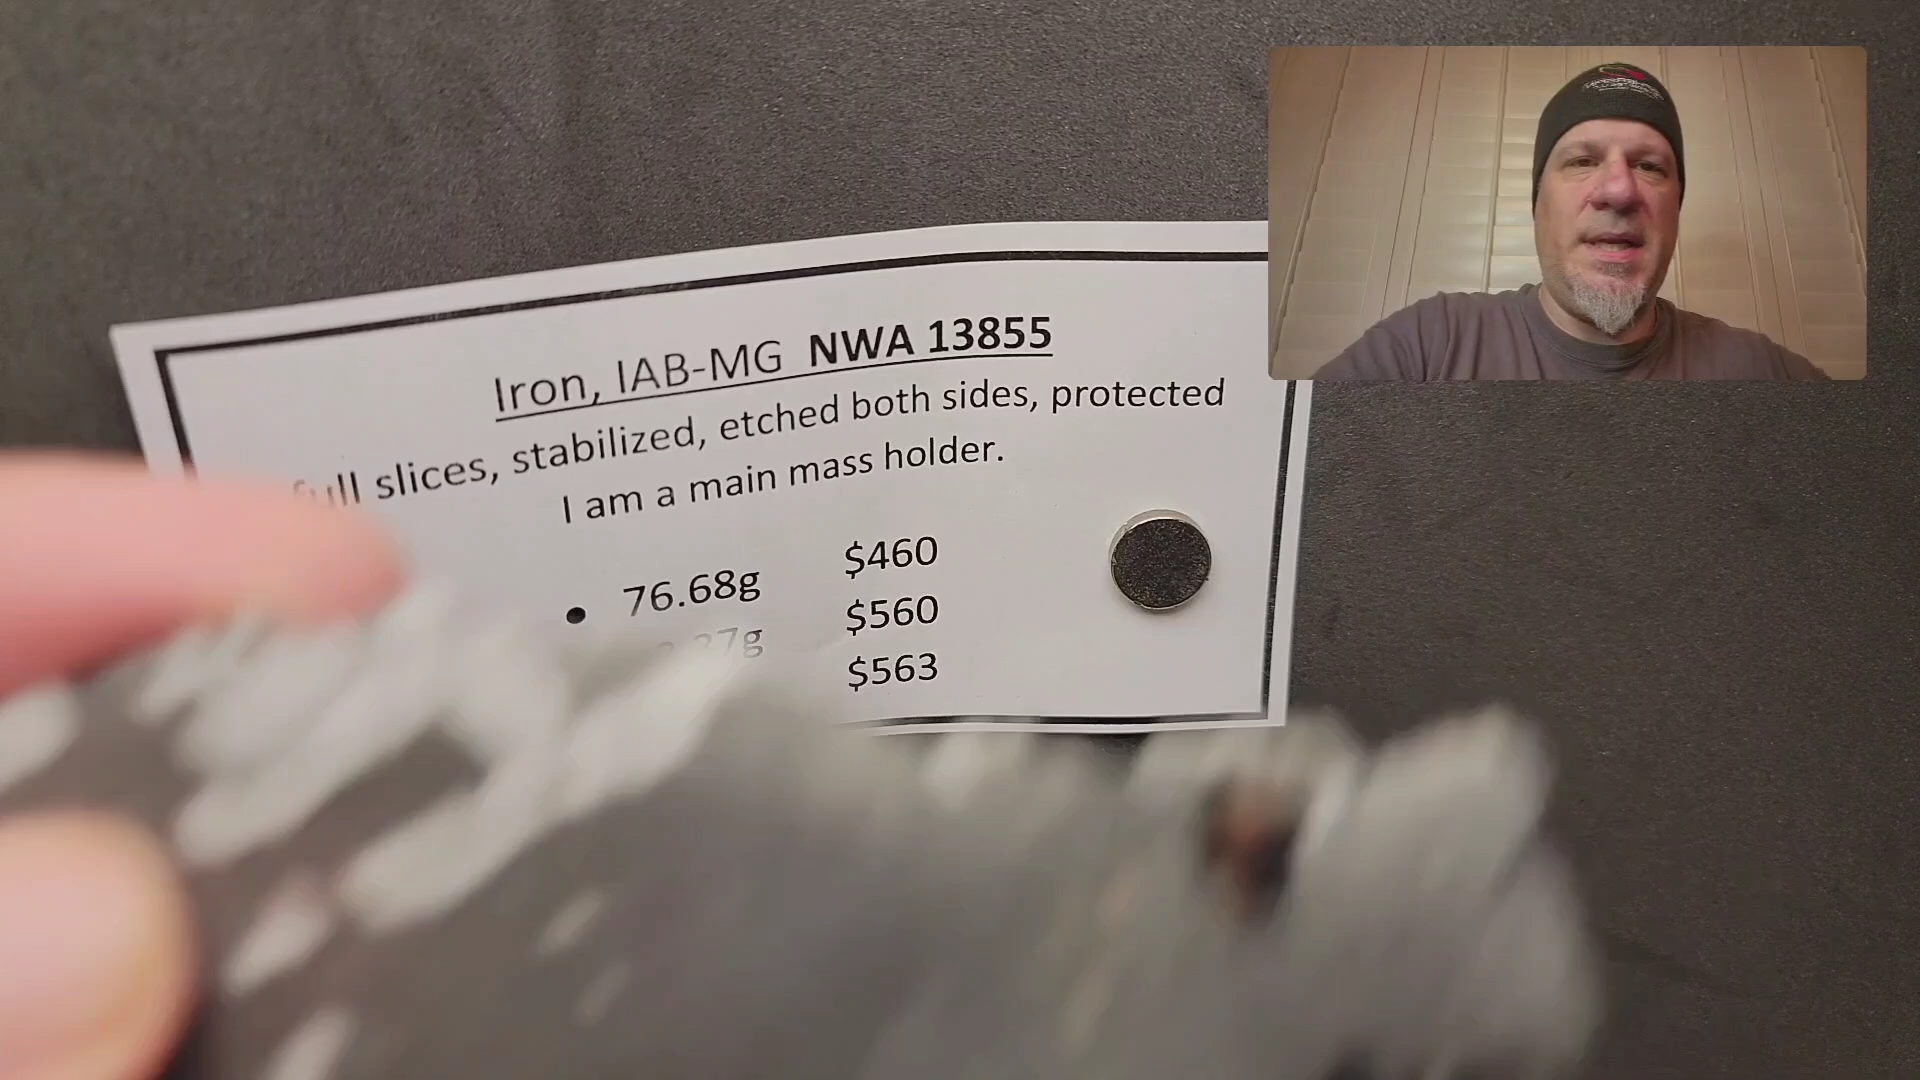 Iron, IAB-MG NWA 13855
full slices, stabilized, etched both sides, protected
I am a main mass holder.
• 76.68g $460
$560
$563